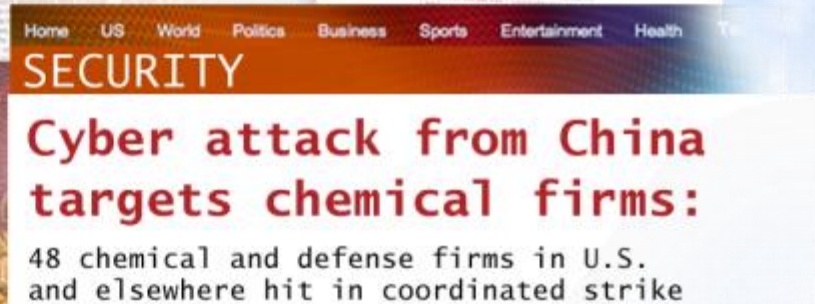 Home US World Politics Business Sports Entertainment Health
SECURITY
Cyber attack from China
targets chemical firms:
48 chemical and defense firms in U.S.
and elsewhere hit in coordinated strike